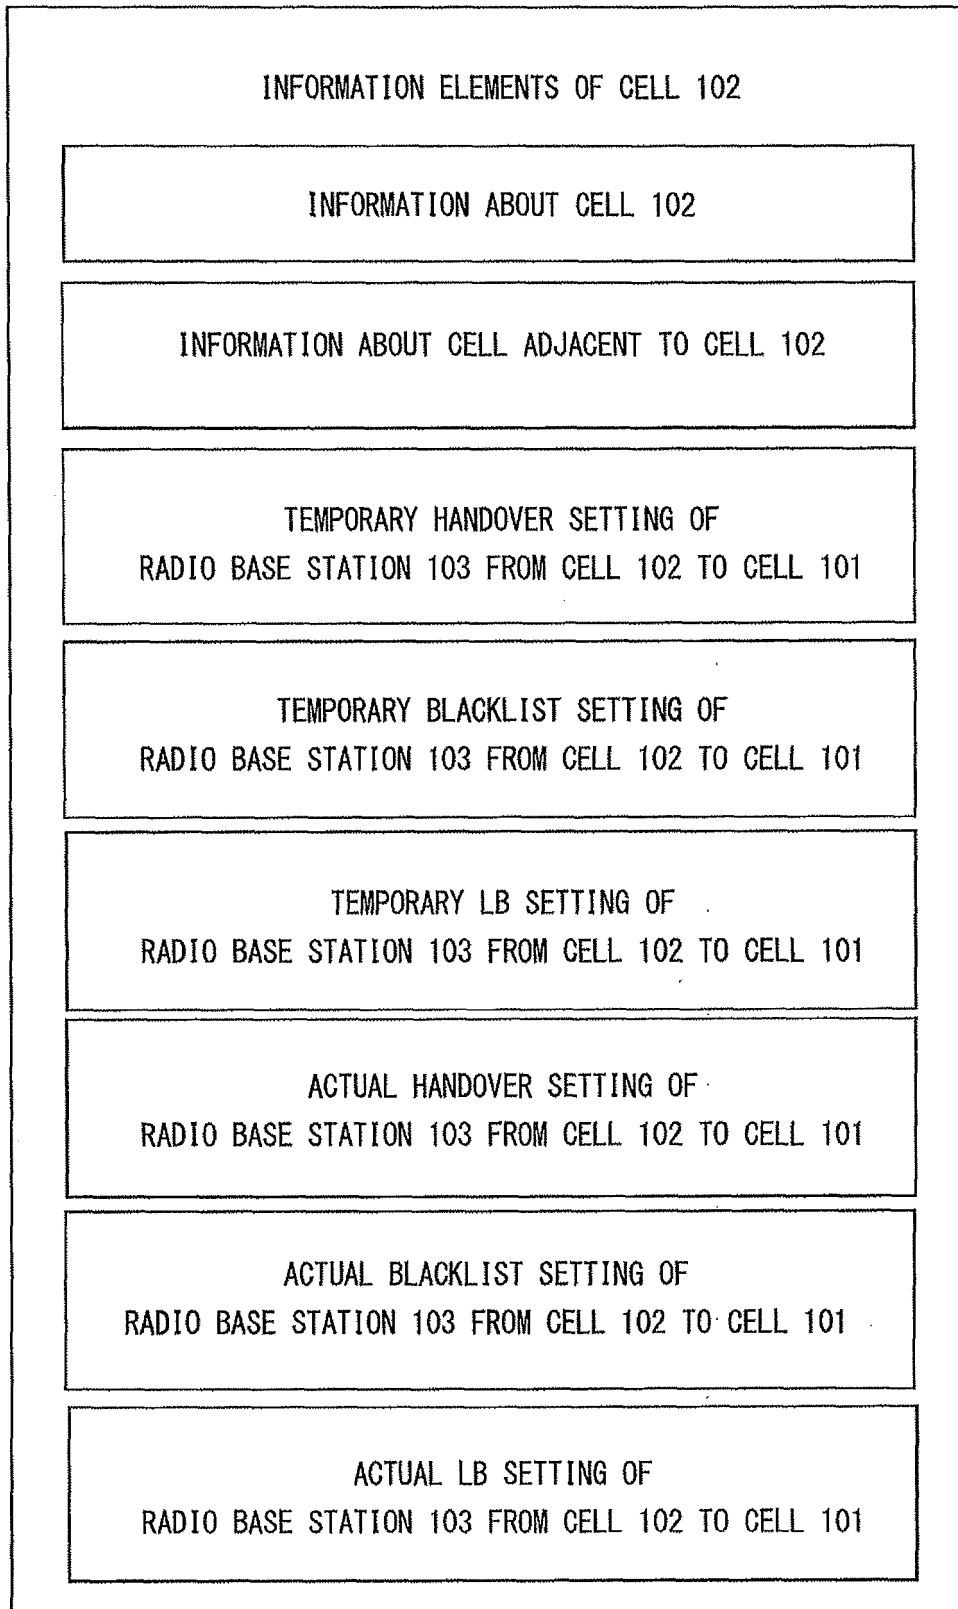 INFORMATION ELEMENTS OF CELL 102
INFORMATION ABOUT CELL 102
INFORMATION ABOUT CELL ADJACENT TO CELL 102
TEMPORARY HANDOVER SETTING OF
RADIO BASE STATION 103 FROM CELL 102 TO CELL 101
TEMPORARY BLACKLIST SETTING OF
RADIO BASE STATION 103 FROM CELL 102 TO CELL 101
TEMPORARY LB SETTING OF
RADIO BASE STATION 103 FROM CELL 102 TO CELL 101
ACTUAL HANDOVER SETTING OF
RADIO BASE STATION 103 FROM CELL 102 TO CELL 101
ACTUAL BLACKLIST SETTING OF
RADIO BASE STATION 103 FROM CELL 102 TO CELL 101
ACTUAL LB SETTING OF
RADIO BASE STATION 103 FROM CELL 102 TO CELL 101